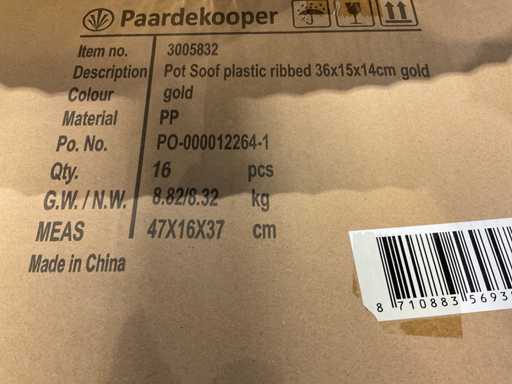 Paardekooper
Item no. 3005832
Description Pot Soof plastic ribbed 36x15x14cm gold
Colour gold
Material PP
Po. No. PO-000012264-1
Qty. 16 pcs
G.W. / N.W. 8.82/8.32 kg
MEAS 47X16X37 cm
Made in China
8 710883 5693